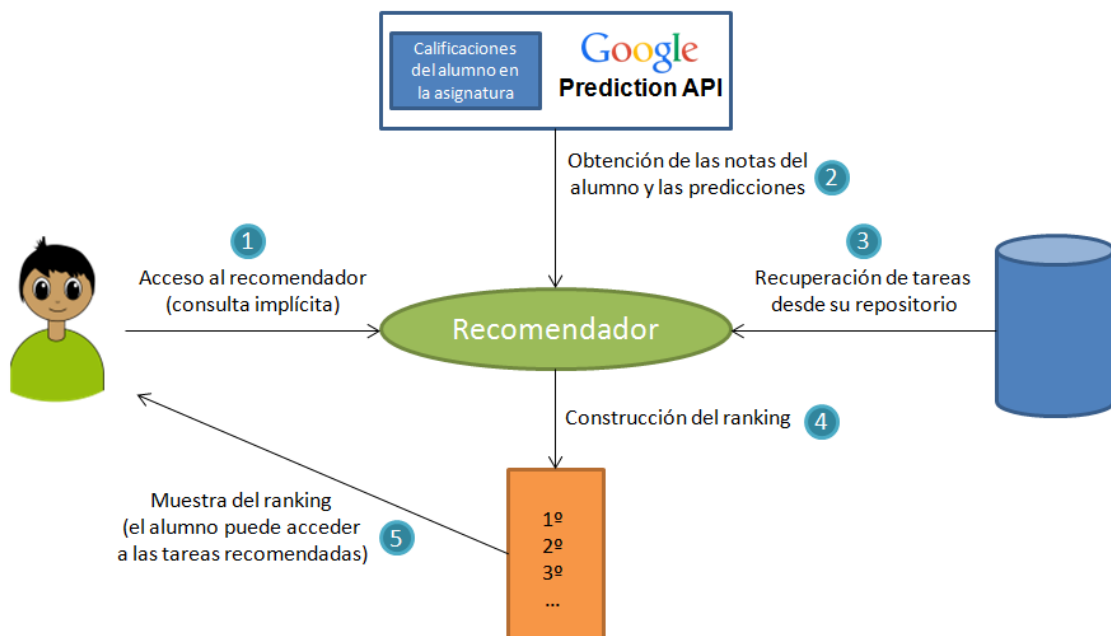 Calificaciones
del alumno en
la asignatura
Google
Prediction API
Obtención de las notas del
alumno y las predicciones
2
1
Acceso al recomendador
(consulta implícita)
3
Recuperación de tareas
desde su repositorio
Recomendador
Construcción del ranking
4
Muestra del ranking
(el alumno puede acceder
a las tareas recomendadas)
5
1º
2º
3º
...